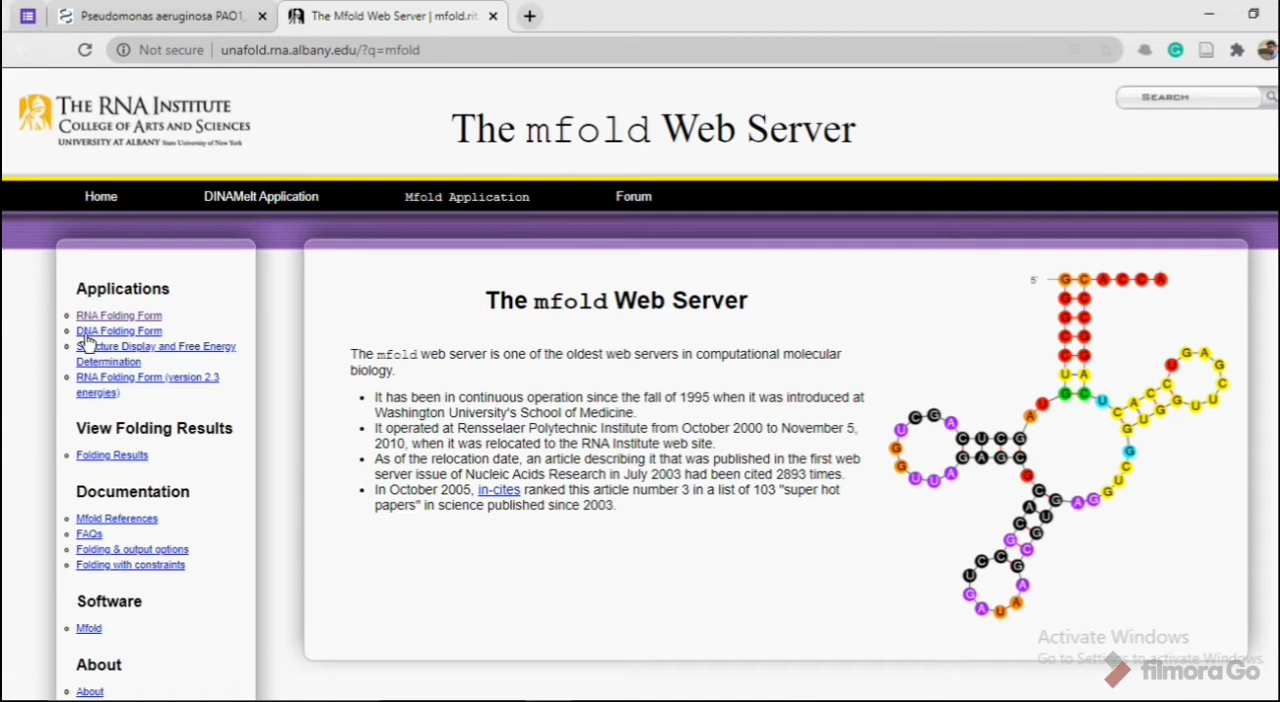 Pseudomonas aeruginosa PAO1,
The Mfold Web Server | mfold.rit
Not secure
unafold.rna.albany.edu/?q=mfold
THE RNA INSTITUTE
COLLEGE OF ARTS AND SCIENCES
UNIVERSITY AT ALBANY State University of New York
The mfold Web Server
SEARCH
Home
DINAMelt Application
Mfold Application
Forum
Applications
RNA Folding Form
DNA Folding Form
Structure Display and Free Energy
Determination
RNA Folding Form (version 2.3
energies)
View Folding Results
Folding Results
Documentation
Mfold References
FAQs
Folding & output options
Folding with constraints
Software
Mfold
About
About
The mfold Web Server
The mfold web server is one of the oldest web servers in computational molecular
biology.
It has been in continuous operation since the fall of 1995 when it was introduced at
Washington University's School of Medicine.
It operated at Rensselaer Polytechnic Institute from October 2000 to November 5,
2010, when it was relocated to the RNA Institute web site.
As of the relocation date, an article describing it that was published in the first web
server issue of Nucleic Acids Research in July 2003 had been cited 2893 times.
In October 2005, in-cites ranked this article number 3 in a list of 103 "super hot
papers" in science published since 2003.
5'
Activate Windows
Go to Settings to activate Windows.
filmora Go